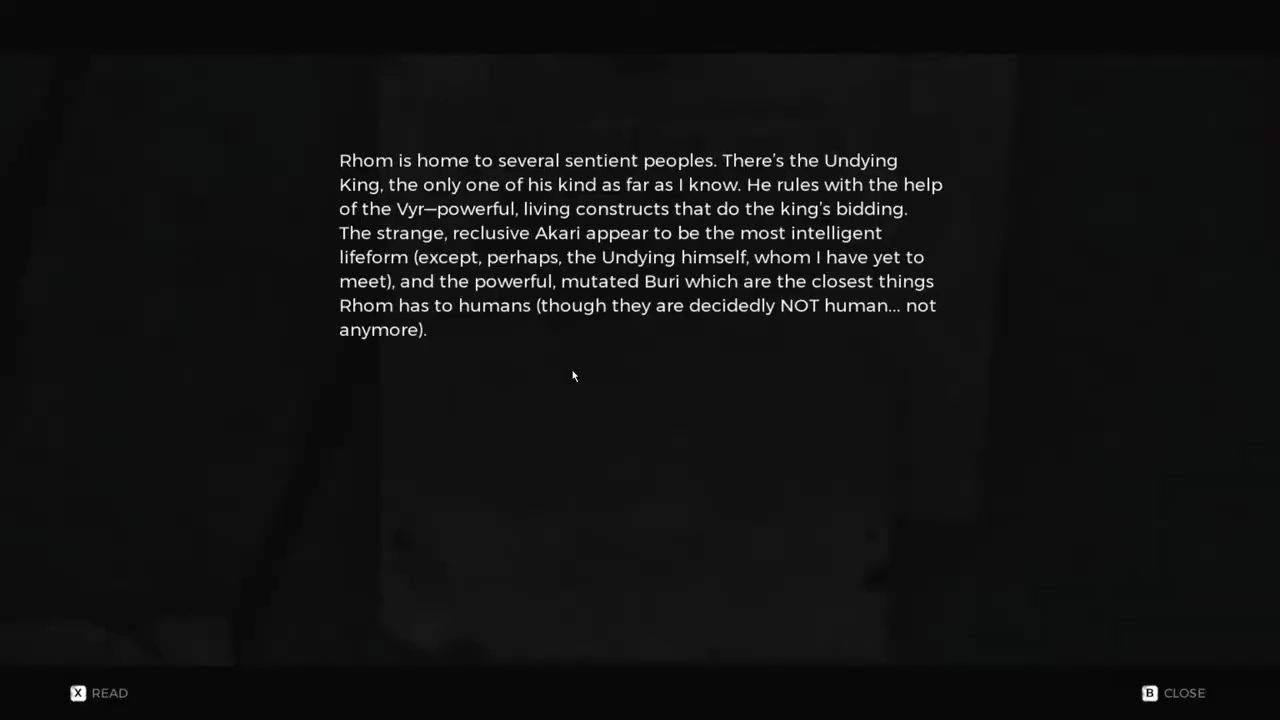 Rhom is home to several sentient peoples. There's the Undying
King, the only one of his kind as far as I know. He rules with the help
of the Vyr—powerful, living constructs that do the king's bidding.
The strange, reclusive Akari appear to be the most intelligent
lifeform (except, perhaps, the Undying himself, whom I have yet to
meet), and the powerful, mutated Buri which are the closest things
Rhom has to humans (though they are decidedly NOT human... not
anymore).
X READ
B CLOSE